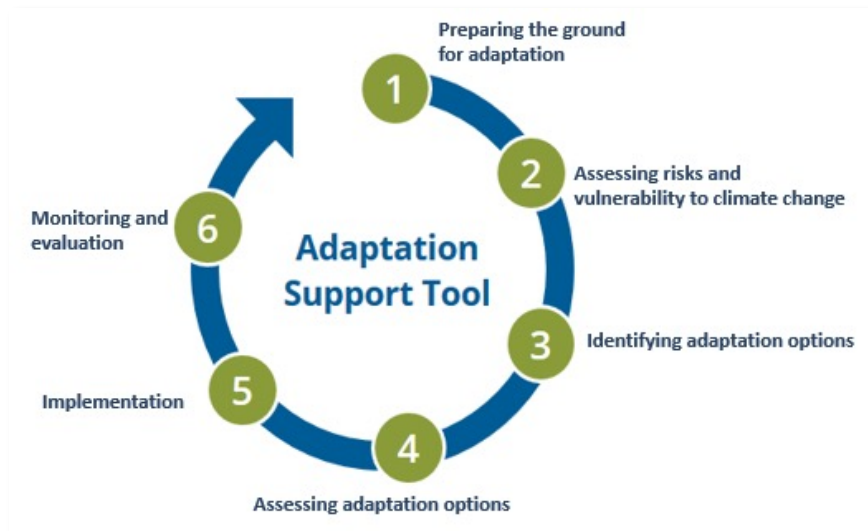 1
Preparing the ground
for adaptation
2
Assessing risks and
vulnerability to climate change
3
Identifying adaptation options
4
Assessing adaptation options
5
Implementation
6
Monitoring and
evaluation
Adaptation
Support Tool